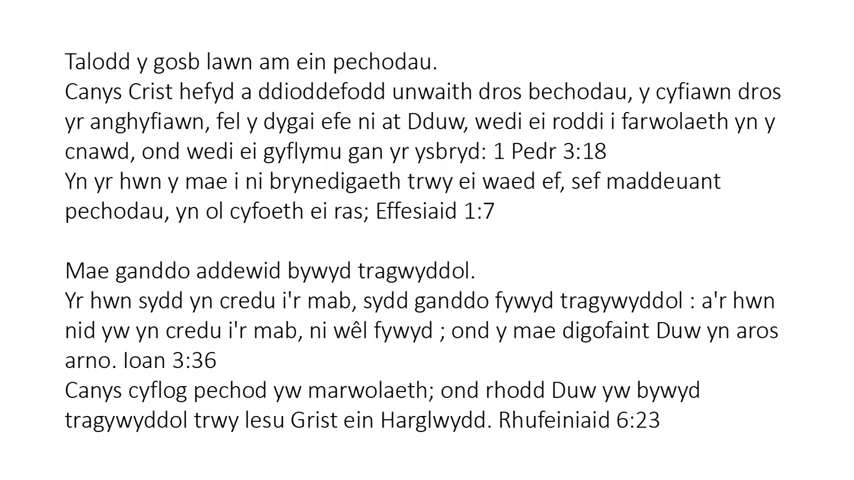 Talodd y gosb lawn am ein pechodau.
Canys Crist hefyd a ddioddefodd unwaith dros bechodau, y cyfiawn dros
yr anghyfiawn, fel y dygai efe ni at Dduw, wedi ei roddi i farwolaeth yn y
cnawd, ond wedi ei gyflymu gan yr ysbryd: 1 Pedr 3:18
Yn yr hwn y mae i ni brynedigaeth trwy ei waed ef, sef maddeuant
pechodau, yn ol cyfoeth ei ras; Effesiaid 1:7

Mae ganddo addewid bywyd tragwyddol.
Yr hwn sydd yn credu i'r mab, sydd ganddo fywyd tragywyddol : a'r hwn
nid yw yn credu i'r mab, ni wêl fywyd ; ond y mae digofaint Duw yn aros
arno. Ioan 3:36
Canys cyflog pechod yw marwolaeth; ond rhodd Duw yw bywyd
tragywyddol trwy Iesu Grist ein Harglwydd. Rhufeiniaid 6:23